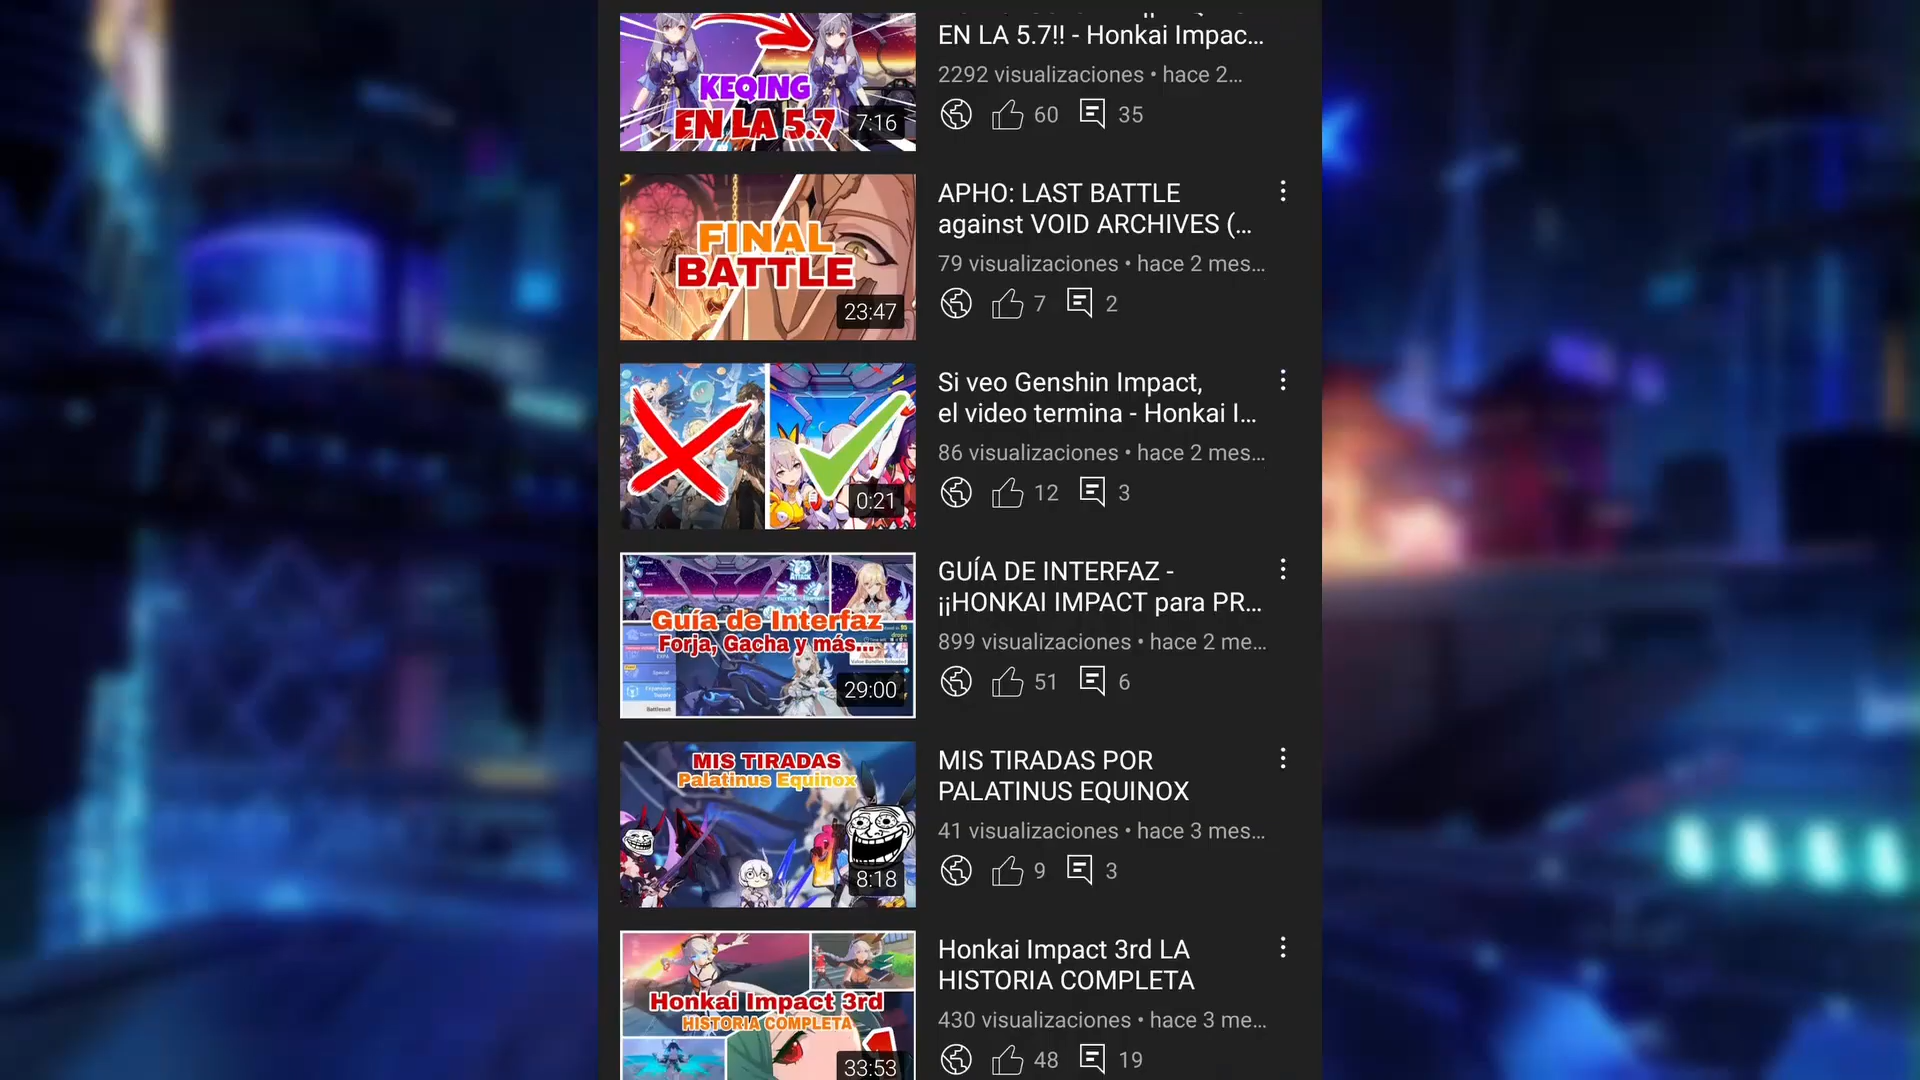 EN LA 5.7!! - Honkai Impac...
2292 visualizaciones • hace 2...
60 35
KEQING
EN LA 5.7
7:16
APHO: LAST BATTLE
against VOID ARCHIVES (...
79 visualizaciones • hace 2 mes...
7 2
FINAL
BATTLE
23:47
Si veo Genshin Impact,
el video termina - Honkai I...
86 visualizaciones • hace 2 mes...
12 3
0:21
GUÍA DE INTERFAZ -
¡¡HONKAI IMPACT para PR...
899 visualizaciones • hace 2 me...
51 6
ATTACK
Guía de Interfaz
Forja, Gacha y más...
Special
Expansion
Supply
Battlesuit
29:00
MIS TIRADAS POR
PALATINUS EQUINOX
41 visualizaciones • hace 3 mes...
9 3
MIS TIRADAS
Palatinus Equinox
8:18
Honkai Impact 3rd LA
HISTORIA COMPLETA
430 visualizaciones • hace 3 me...
48 19
Honkai Impact 3rd
HISTORIA COMPLETA
33:53